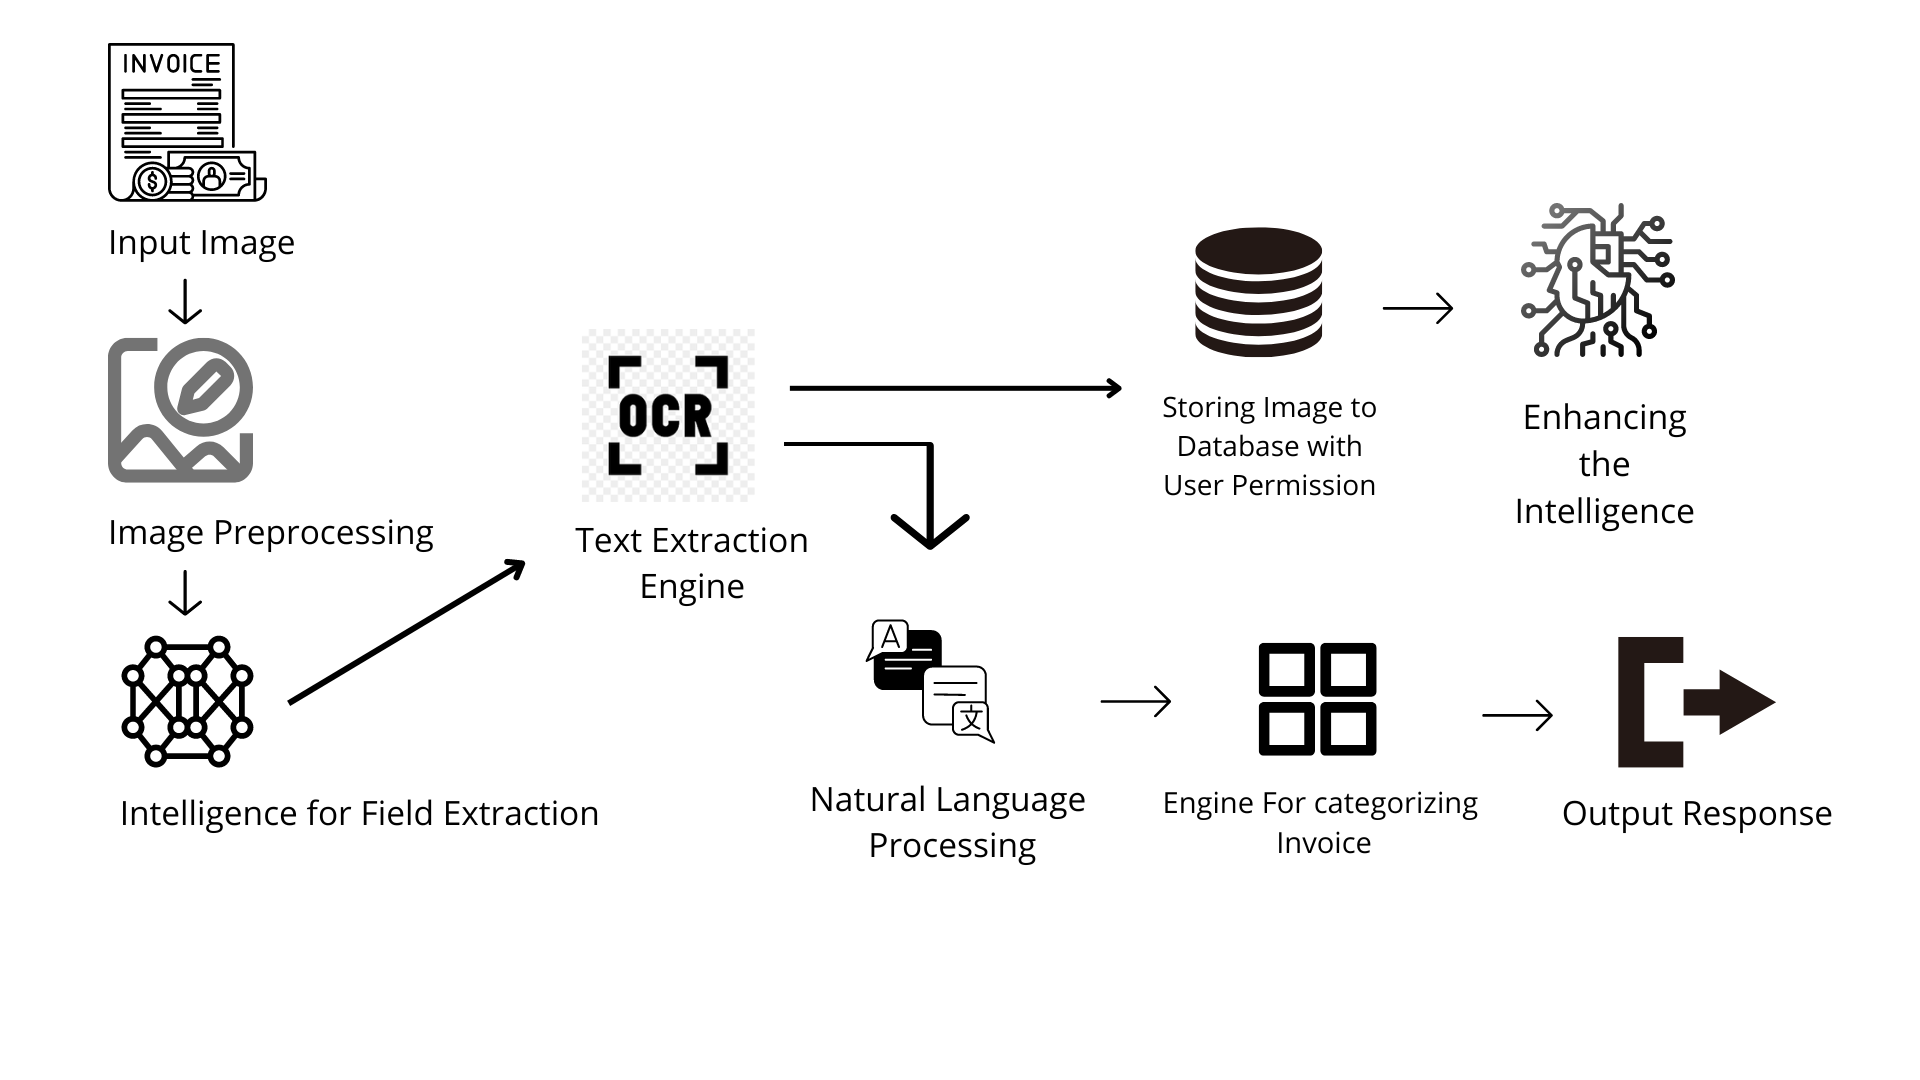 INVOICE
$
Input Image
Image Preprocessing
Intelligence for Field Extraction
OCR
Text Extraction
Engine
Storing Image to
Database with
User Permission
Enhancing
the
Intelligence
A
文
Natural Language
Processing
Engine For categorizing
Invoice
Output Response